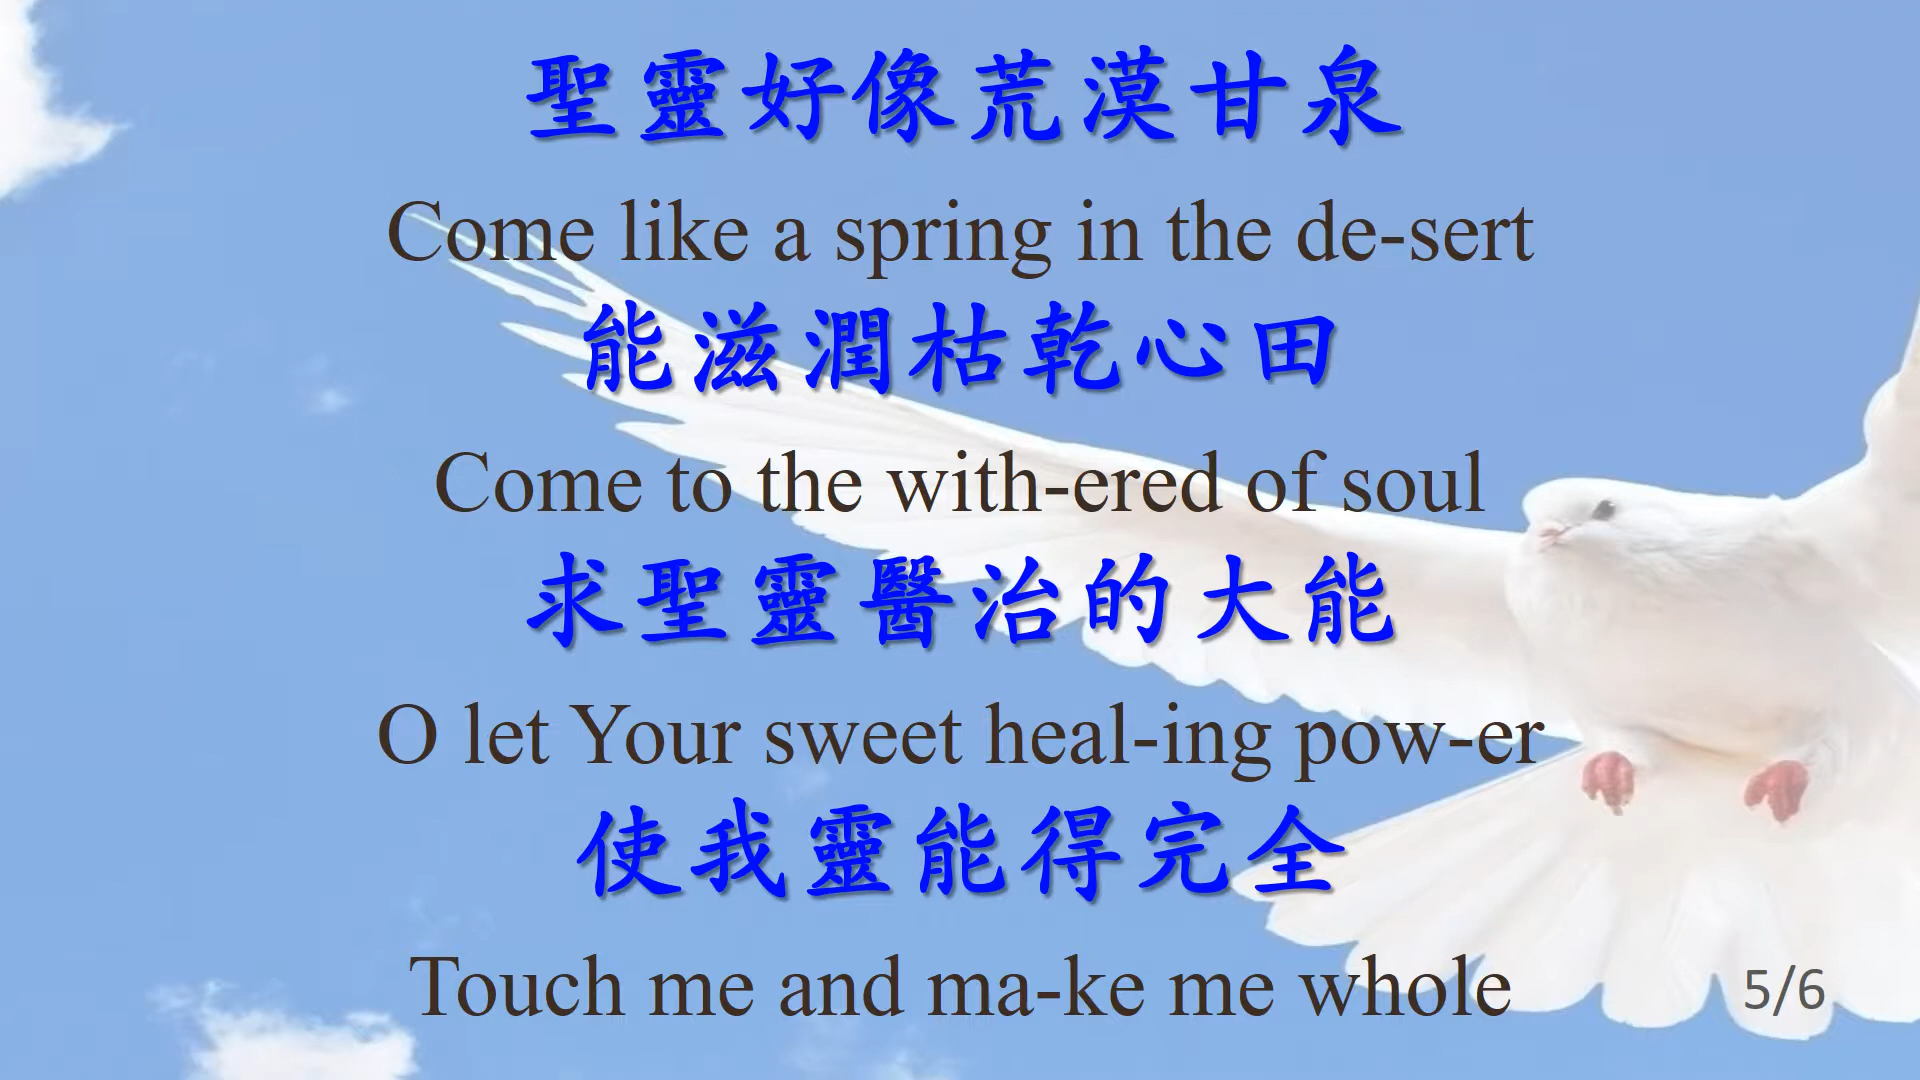 聖靈好像荒漠甘泉
Come like a spring in the de-sert
能滋潤枯乾心田
Come to the with-ered of soul
求聖靈醫治的大能
O let Your sweet heal-ing pow-er
使我靈能得完全
Touch me and ma-ke me whole
5/6